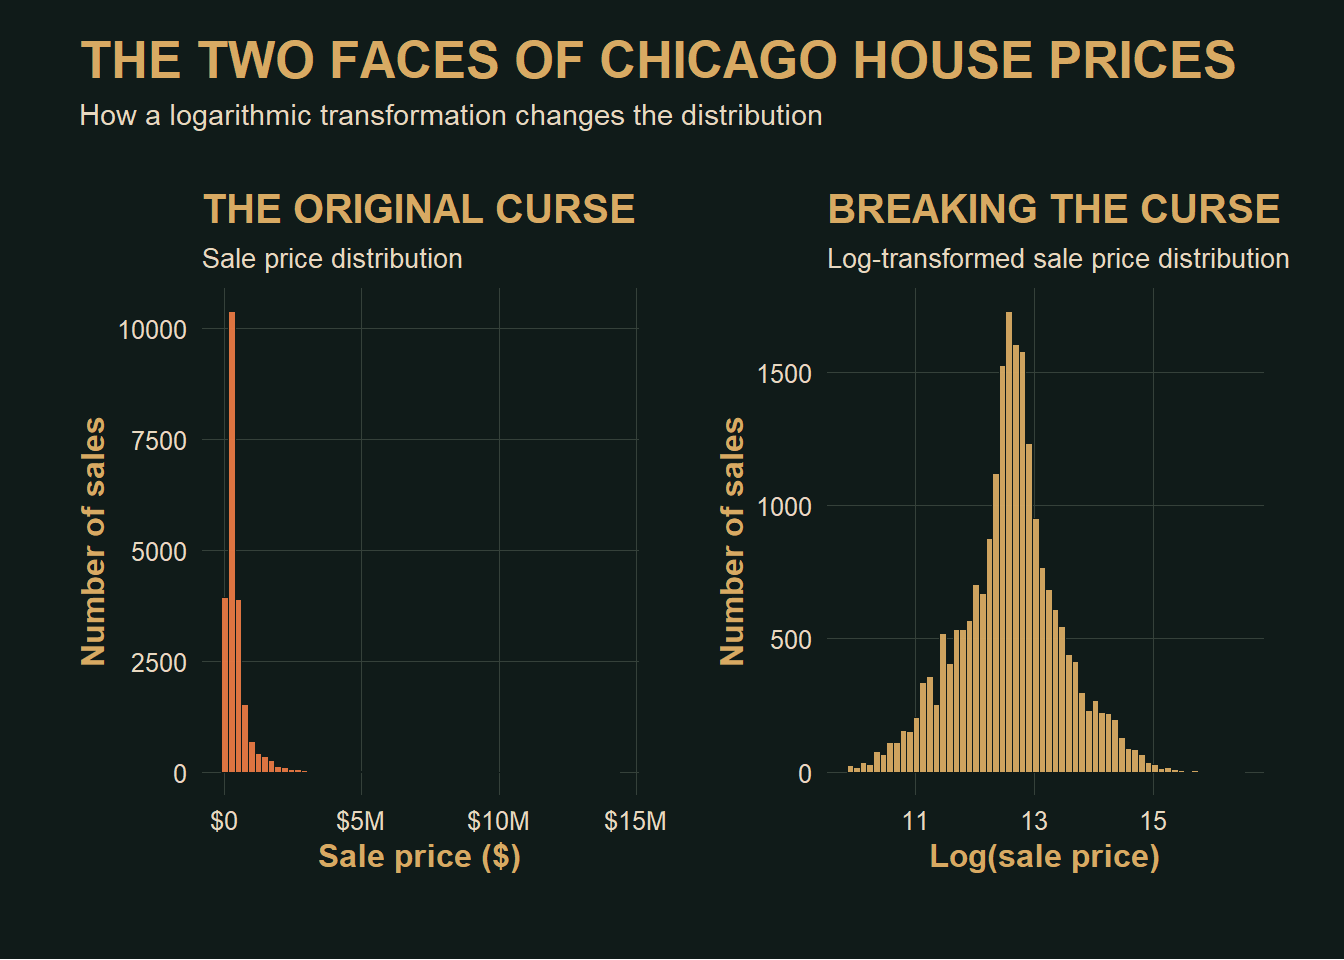 THE TWO FACES OF CHICAGO HOUSE PRICES
How a logarithmic transformation changes the distribution
THE ORIGINAL CURSE
Sale price distribution
Number of sales
10000
7500
5000
2500
0
$0 $5M $10M $15M
Sale price ($)
BREAKING THE CURSE
Log-transformed sale price distribution
Number of sales
1500
1000
500
0
11 13 15
Log(sale price)